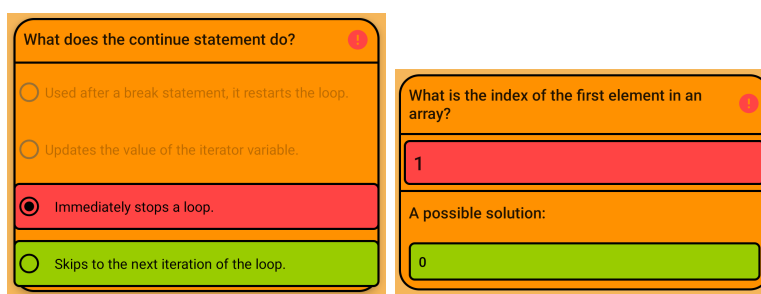 What does the continue statement do?
!
Used after a break statement, it restarts the loop.
Updates the value of the iterator variable.
Immediately stops a loop.
Skips to the next iteration of the loop.
What is the index of the first element in an
array?
!
1
A possible solution:
0